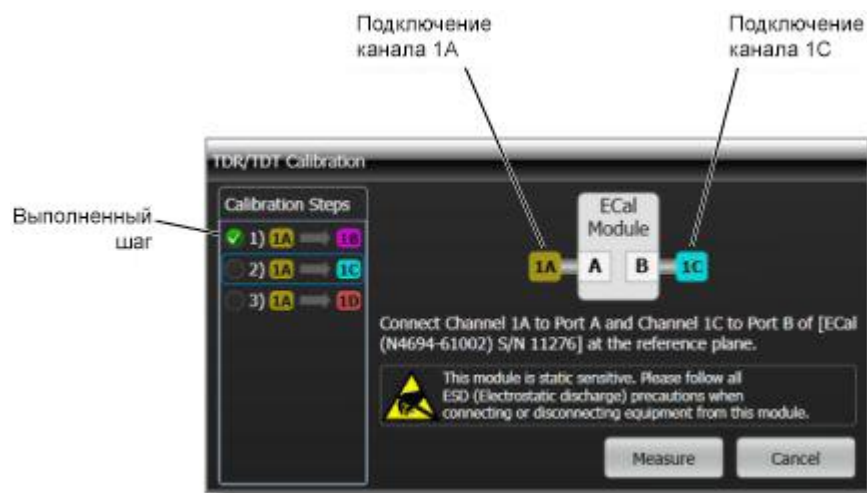 Подключение
канала 1А
Подключение
канала 1С
Выполненный
шаг
TDR/TDT Calibration
Calibration Steps
1) 1A 1B
2) 1A 1C
3) 1A 1D
ECal
Module
1A A B 1C
Connect Channel 1A to Port A and Channel 1C to Port B of [ECal
(N4694-61002) S/N 11276] at the reference plane.
This module is static sensitive. Please follow all
ESD (Electrostatic discharge) precautions when
connecting or disconnecting equipment from this module.
Measure Cancel